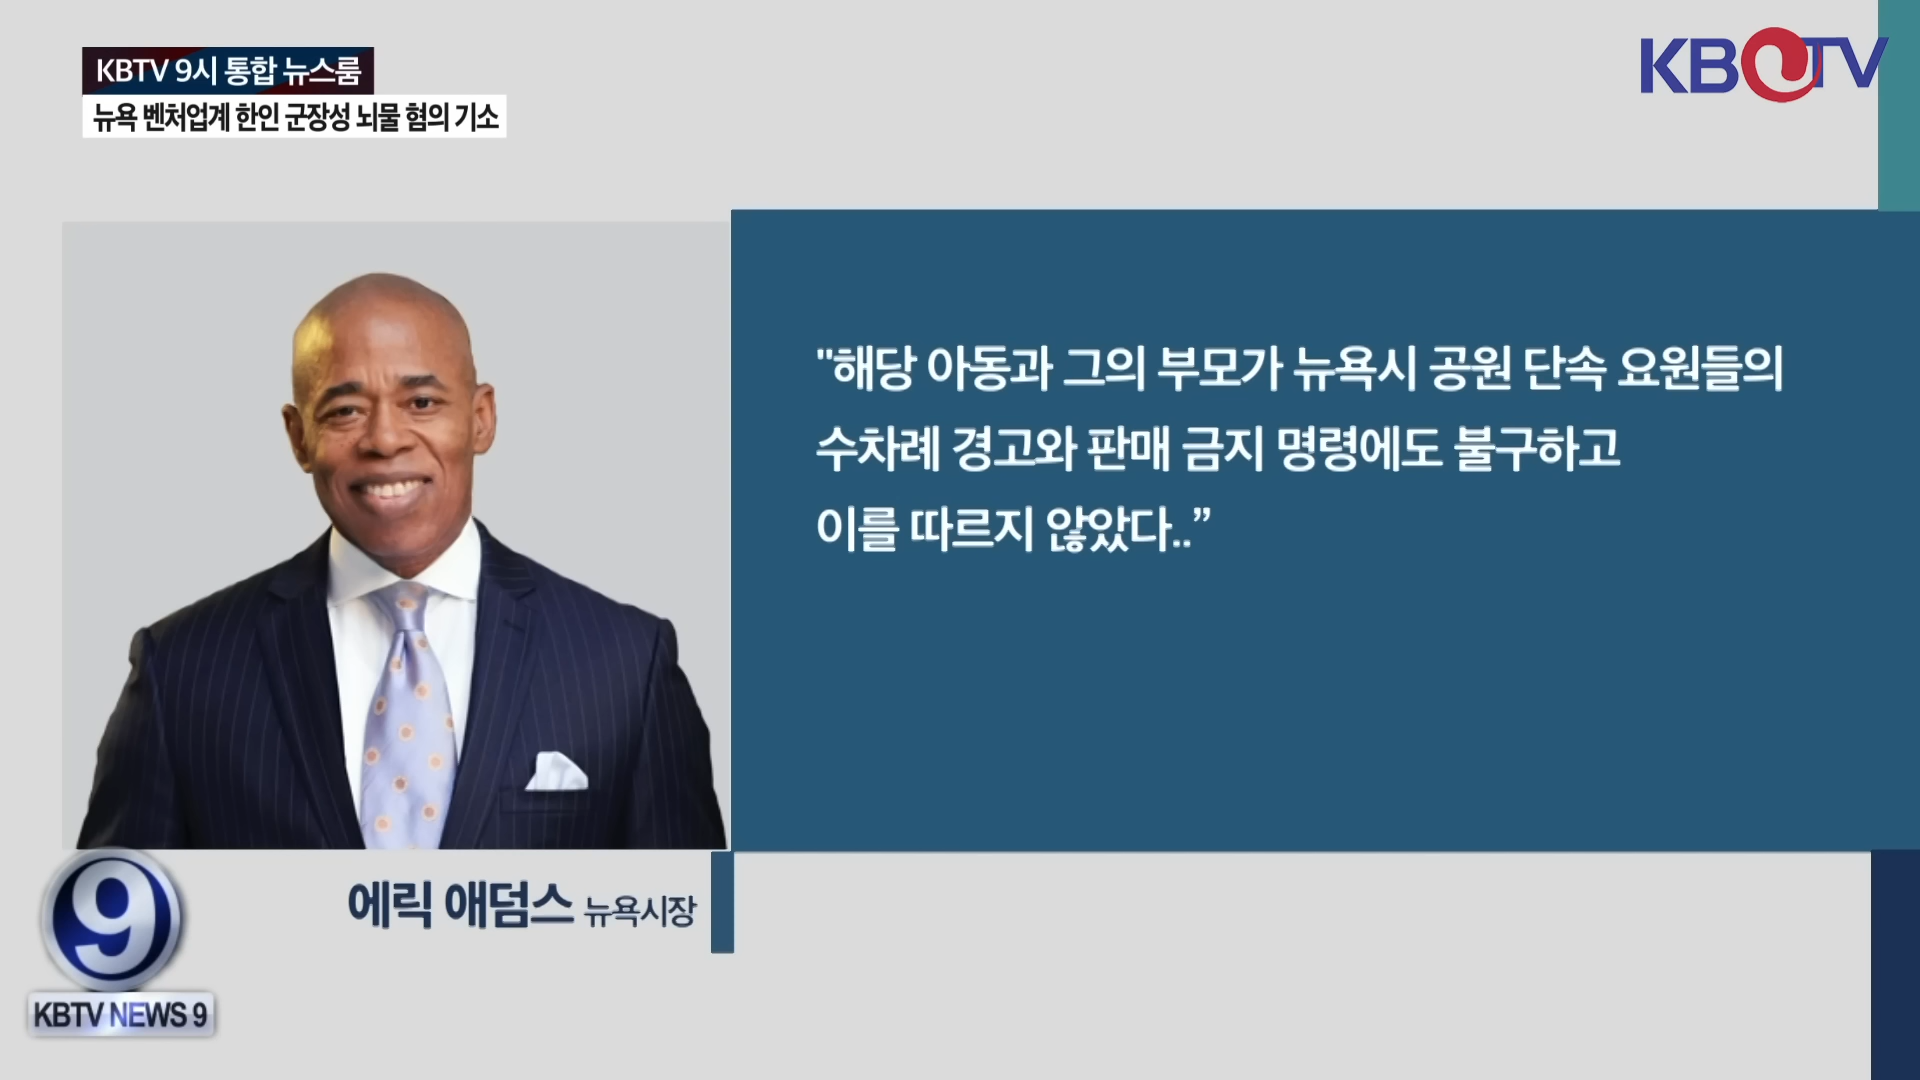 KBTV 9시 통합 뉴스룸
뉴욕 벤처업계 한인 군장성 뇌물 혐의 기소
KBTV
"해당 아동과 그의 부모가 뉴욕시 공원 단속 요원들의
수차례 경고와 판매 금지 명령에도 불구하고
이를 따르지 않았다..”
에릭 애덤스 뉴욕시장
9
KBTV NEWS 9